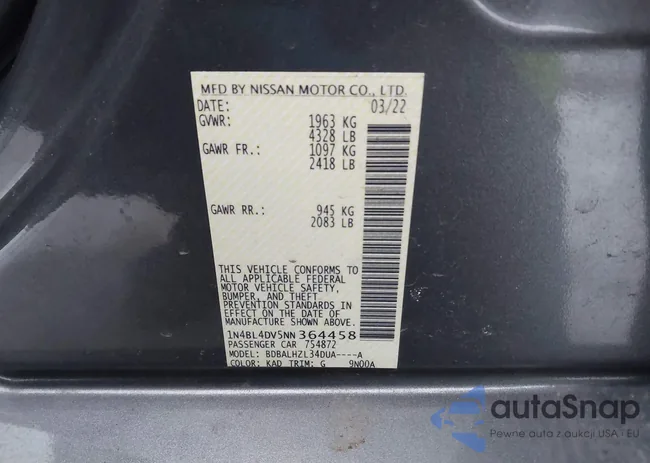 MFD BY NISSAN MOTOR CO., LTD.
DATE: 03/22
GVWR: 1963 KG
4328 LB
GAWR FR.: 1097 KG
2418 LB
GAWR RR.: 945 KG
2083 LB
THIS VEHICLE CONFORMS TO
ALL APPLICABLE FEDERAL
MOTOR VEHICLE SAFETY,
BUMPER, AND THEFT
PREVENTION STANDARDS IN
EFFECT ON THE DATE OF
MANUFACTURE SHOWN ABOVE.
1N4BL4DV5NN364458
PASSENGER CAR 754872
MODEL: BDBALHZL34DUA----A
COLOR: KAD TRIM: G 9N00A
autaSnap
Pewne auta z aukcji USA i EU